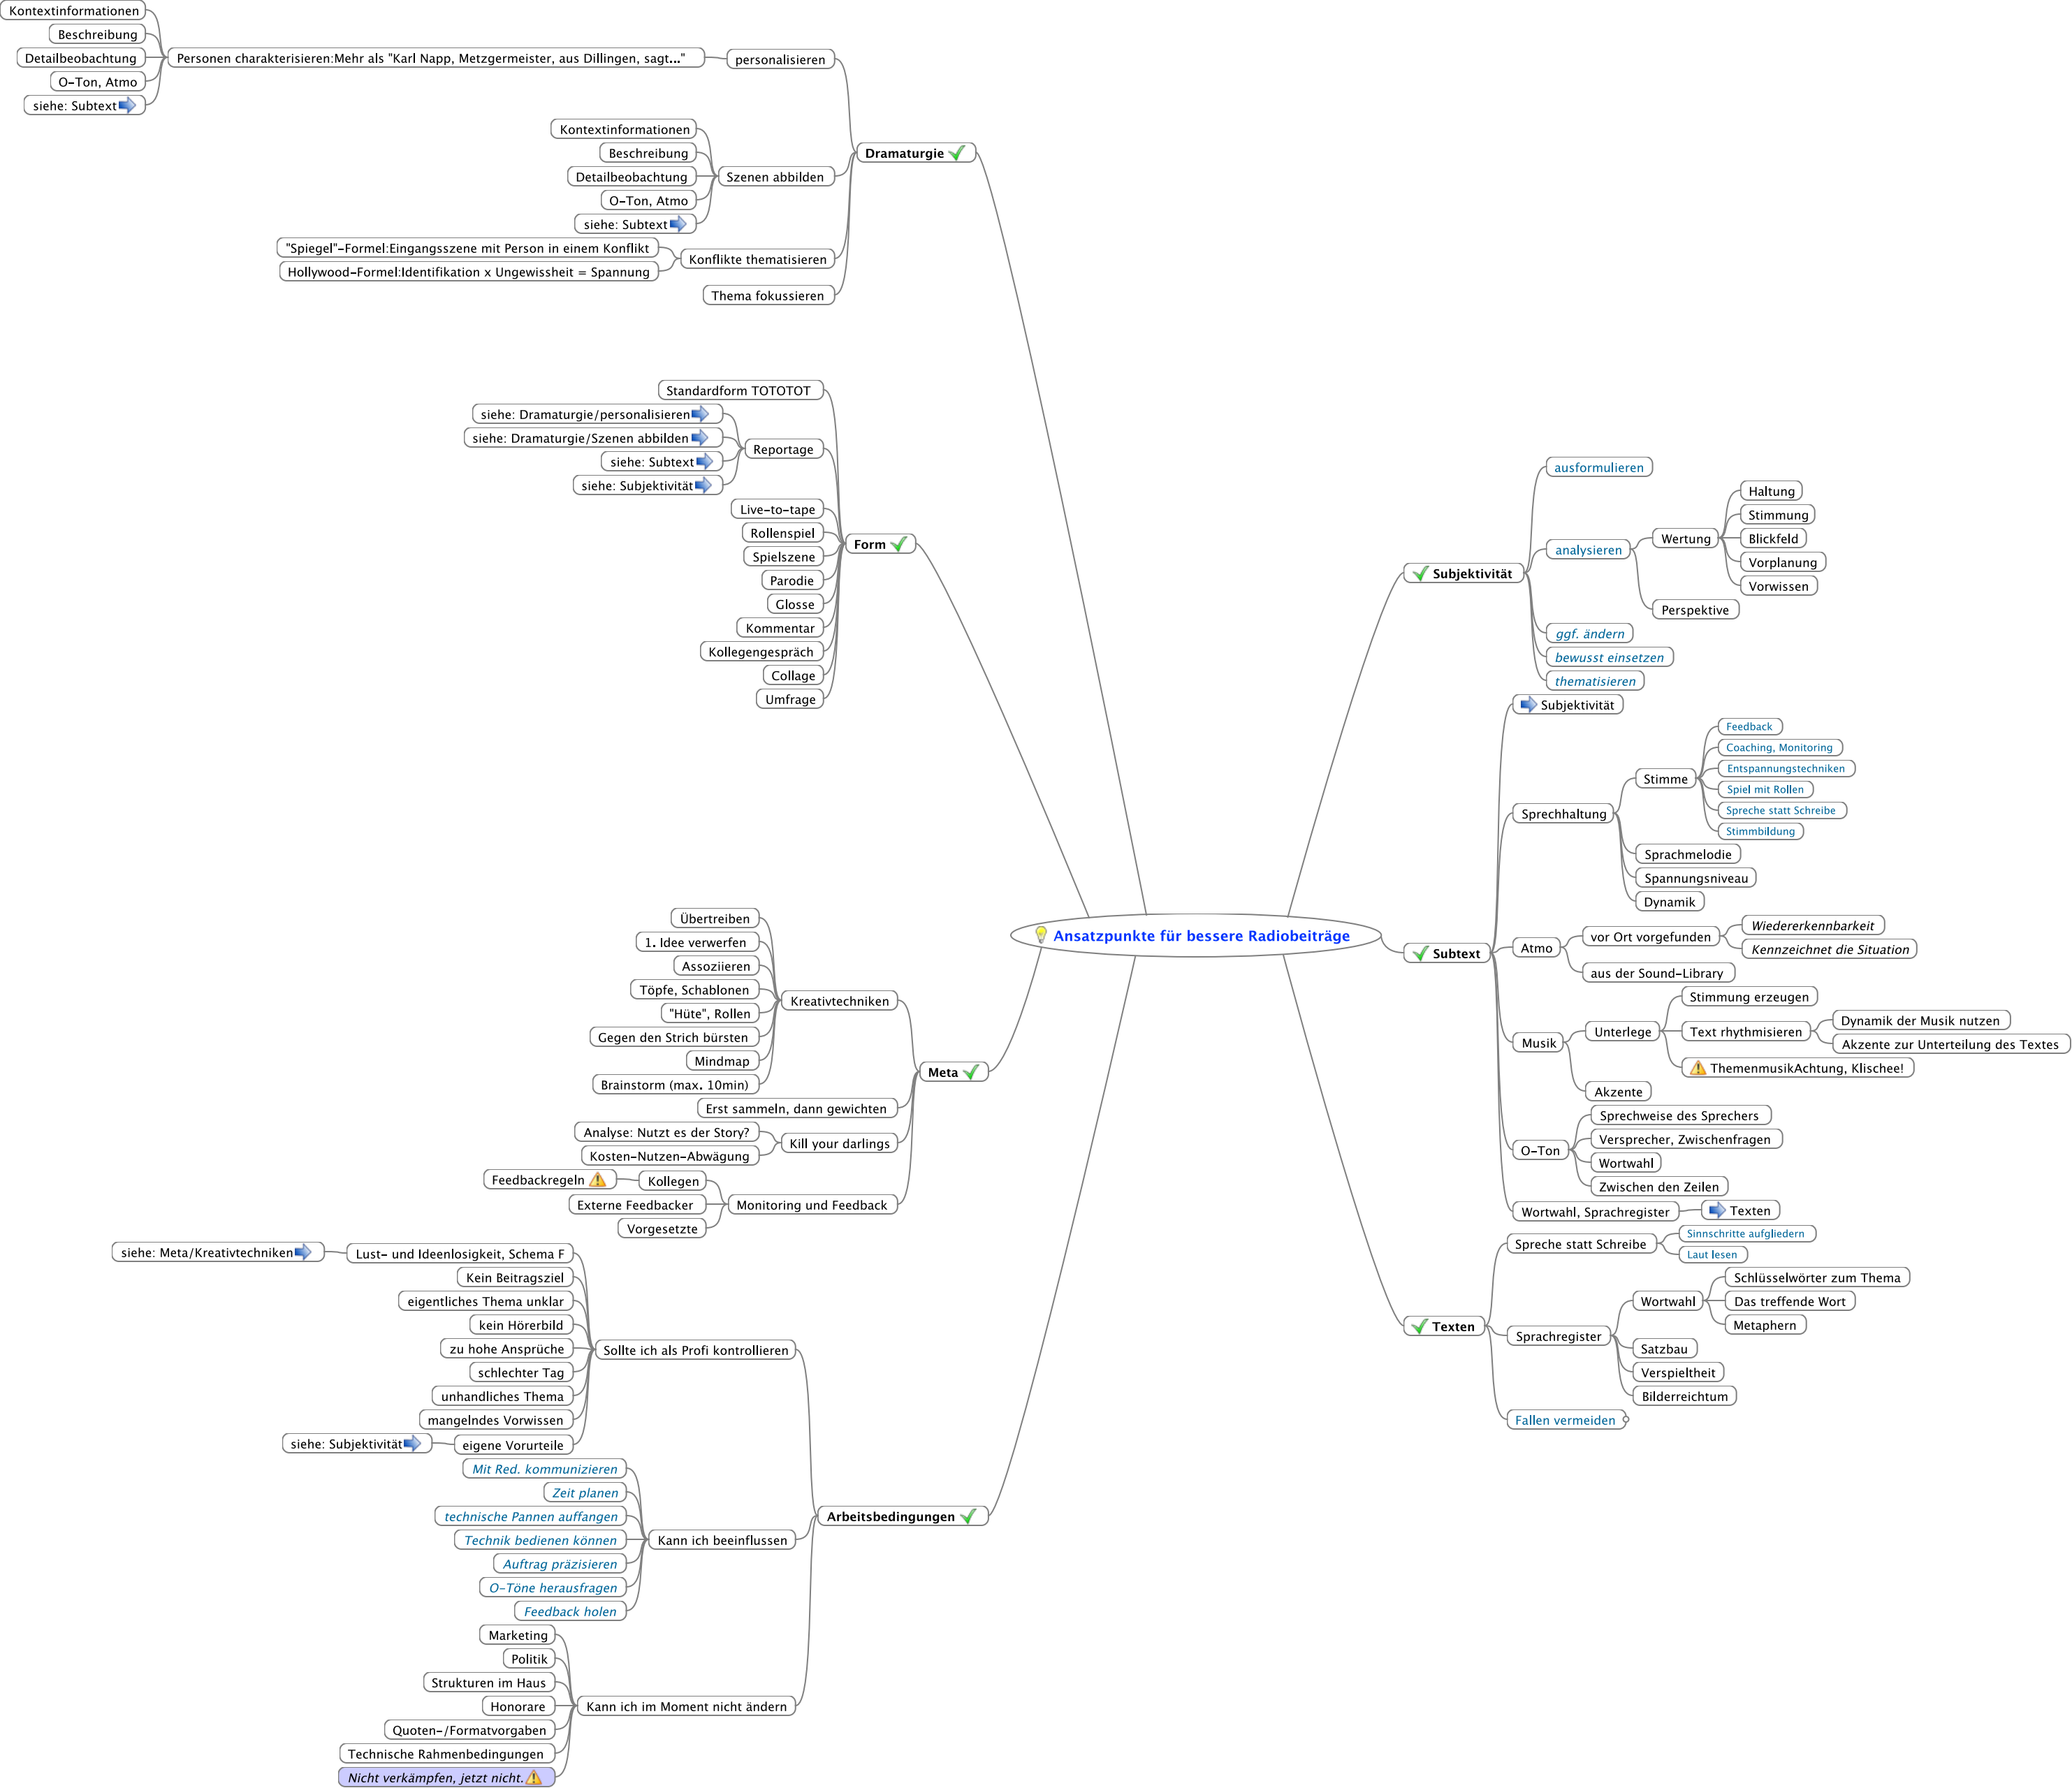 Ansatzpunkte für bessere Radiobeiträge
Dramaturgie
personalisieren
Personen charakterisieren:Mehr als "Karl Napp, Metzgermeister, aus Dillingen, sagt..."
Kontextinformationen
Beschreibung
Detailbeobachtung
O-Ton, Atmo
siehe: Subtext
Szenen abbilden
Kontextinformationen
Beschreibung
Detailbeobachtung
O-Ton, Atmo
siehe: Subtext
Konflikte thematisieren
"Spiegel"-Formel:Eingangsszene mit Person in einem Konflikt
Hollywood-Formel:Identifikation x Ungewissheit = Spannung
Thema fokussieren
Form
Standardform TOTOTOT
Reportage
siehe: Dramaturgie/personalisieren
siehe: Dramaturgie/Szenen abbilden
siehe: Subtext
siehe: Subjektivität
Live-to-tape
Rollenspiel
Spielszene
Parodie
Glosse
Kommentar
Kollegengespräch
Collage
Umfrage
Meta
Kreativtechniken
Übertreiben
1. Idee verwerfen
Assoziieren
Töpfe, Schablonen
"Hüte", Rollen
Gegen den Strich bürsten
Mindmap
Brainstorm (max. 10min)
Erst sammeln, dann gewichten
Kill your darlings
Analyse: Nutzt es der Story?
Kosten-Nutzen-Abwägung
Monitoring und Feedback
Kollegen
Feedbackregeln
Externe Feedbacker
Vorgesetzte
Arbeitsbedingungen
Sollte ich als Profi kontrollieren
Lust- und Ideenlosigkeit, Schema F
siehe: Meta/Kreativtechniken
Kein Beitragsziel
eigentliches Thema unklar
kein Hörerbild
zu hohe Ansprüche
schlechter Tag
unhandliches Thema
mangelndes Vorwissen
eigene Vorurteile
siehe: Subjektivität
Kann ich beeinflussen
Mit Red. kommunizieren
Zeit planen
technische Pannen auffangen
Technik bedienen können
Auftrag präzisieren
O-Töne herausfragen
Feedback holen
Kann ich im Moment nicht ändern
Marketing
Politik
Strukturen im Haus
Honorare
Quoten-/Formatvorgaben
Technische Rahmenbedingungen
Nicht verkämpfen, jetzt nicht.
Subjektivität
ausformulieren
analysieren
Wertung
Haltung
Stimmung
Blickfeld
Vorplanung
Vorwissen
Perspektive
ggf. ändern
bewusst einsetzen
thematisieren
Subtext
Subjektivität
Sprechhaltung
Stimme
Feedback
Coaching, Monitoring
Entspannungstechniken
Spiel mit Rollen
Spreche statt Schreibe
Stimmbildung
Sprachmelodie
Spannungsniveau
Dynamik
Atmo
vor Ort vorgefunden
Wiedererkennbarkeit
Kennzeichnet die Situation
aus der Sound-Library
Musik
Unterlege
Stimmung erzeugen
Text rhythmisieren
Dynamik der Musik nutzen
Akzente zur Unterteilung des Textes
ThemenmusikAchtung, Klischee!
Akzente
O-Ton
Sprechweise des Sprechers
Versprecher, Zwischenfragen
Wortwahl
Zwischen den Zeilen
Wortwahl, Sprachregister
Texten
Texten
Spreche statt Schreibe
Sinnschritte aufgliedern
Laut lesen
Sprachregister
Wortwahl
Schlüsselwörter zum Thema
Das treffende Wort
Metaphern
Satzbau
Verspieltheit
Bilderreichtum
Fallen vermeiden